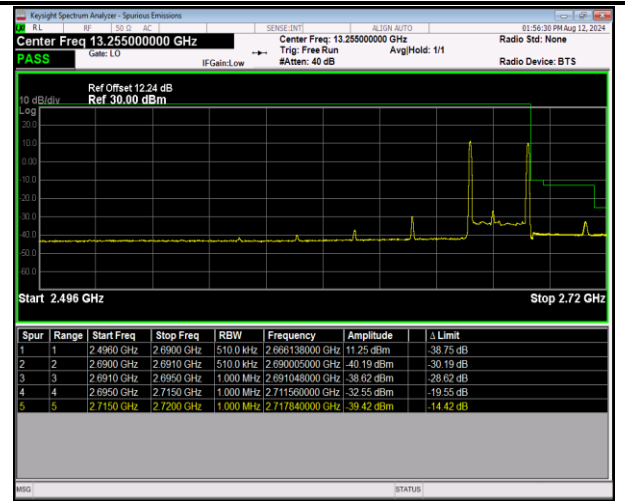 Keysight Spectrum Analyzer - Spurious Emissions
RL RF 50 Ω AC SENSE:INT ALIGN AUTO 01:56:30 PM Aug 12, 2024
Center Freq 13.255000000 GHz Center Freq: 13.255000000 GHz Radio Std: None
PASS Gate: LO IFGain:Low Trig: Free Run Avg|Hold: 1/1
#Atten: 40 dB Radio Device: BTS
Ref Offset 12.24 dB
10 dB/div Ref 30.00 dBm
Log
20.0
10.0
0.00
-10.0
-20.0
-30.0
-40.0
-50.0
-60.0
Start 2.496 GHz Stop 2.72 GHz
Spur Range Start Freq Stop Freq RBW Frequency Amplitude Δ Limit
1 1 2.4960 GHz 2.6900 GHz 510.0 kHz 2.666138000 GHz 11.25 dBm -38.75 dB
2 2 2.6900 GHz 2.6910 GHz 510.0 kHz 2.690005000 GHz -40.19 dBm -30.19 dB
3 3 2.6910 GHz 2.6950 GHz 1.000 MHz 2.691048000 GHz -38.62 dBm -28.62 dB
4 4 2.6950 GHz 2.7150 GHz 1.000 MHz 2.711560000 GHz -32.55 dBm -19.55 dB
5 5 2.7150 GHz 2.7200 GHz 1.000 MHz 2.717840000 GHz -39.42 dBm -14.42 dB
MSG STATUS